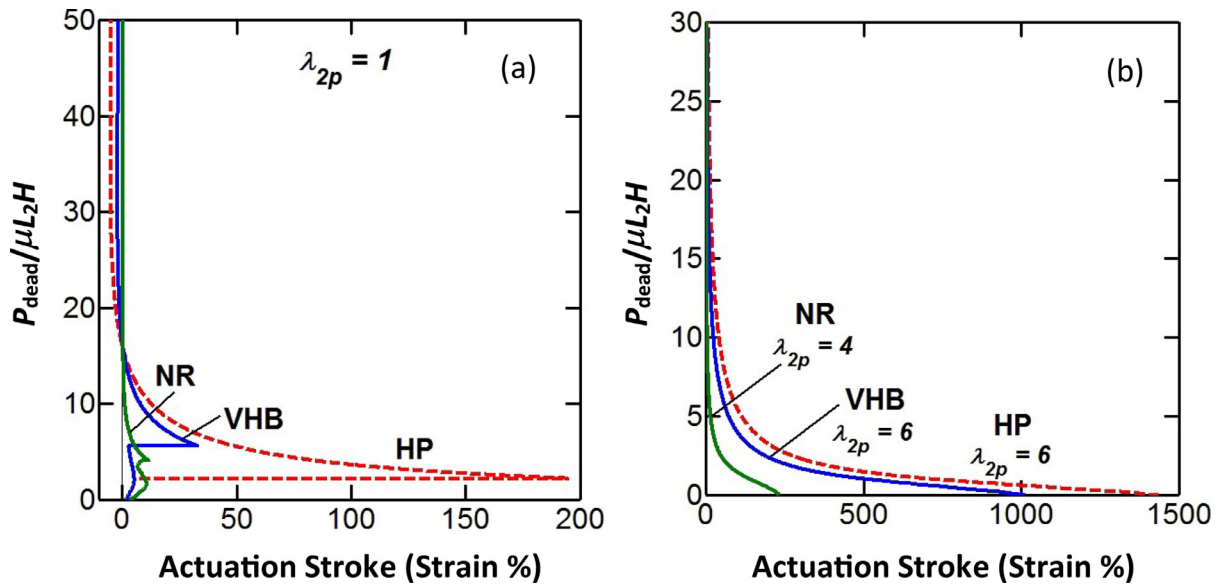 (a)
λ2p = 1
NR
VHB
HP
50
40
30
50
20
10
0
0
50
100
150
200
Pdead/μL2H
Actuation Stroke (Strain %)
(b)
NR
λ2p = 4
VHB
λ2p = 6
HP
λ2p = 6
30
25
20
15
10
5
0
0
500
1000
1500
Pdead/μL2H
Actuation Stroke (Strain %)